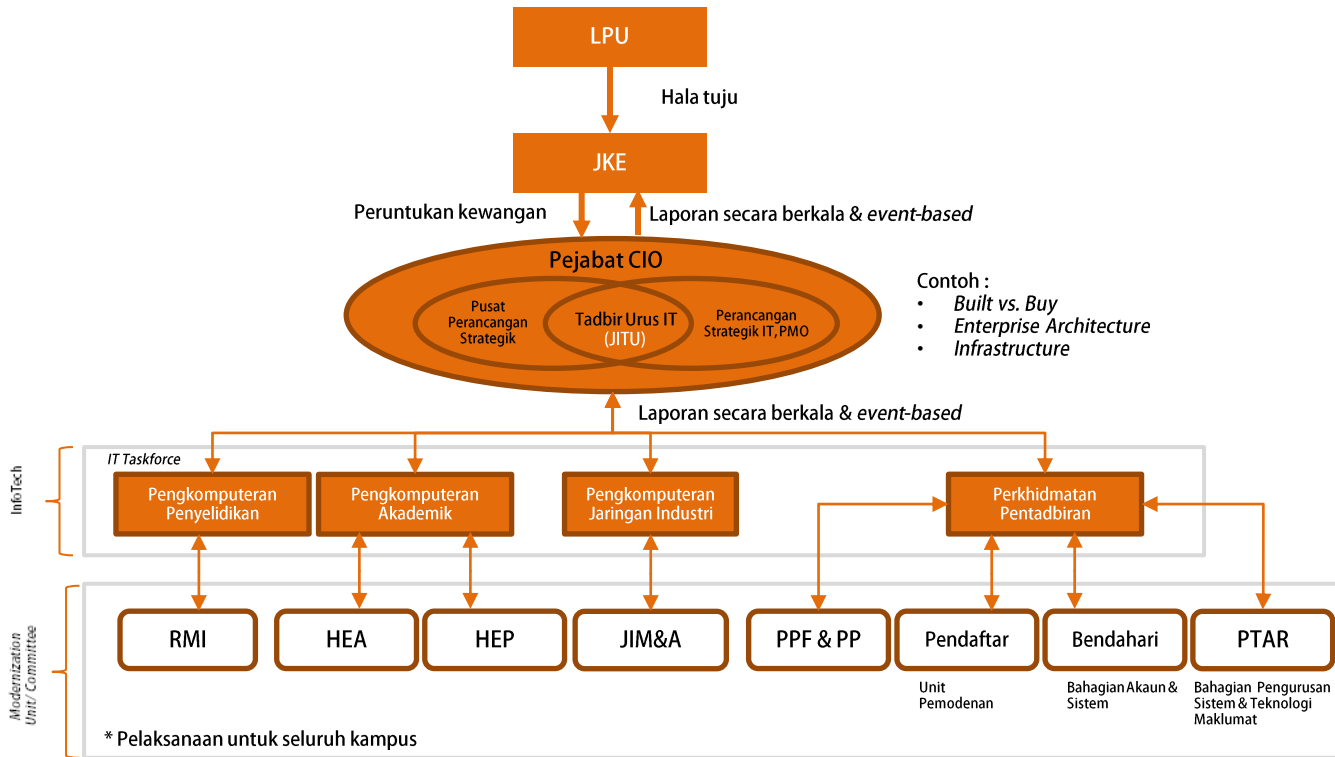 LPU
Hala tuju
JKE
Peruntukan kewangan
Laporan secara berkala & event-based
Pejabat CIO
Pusat
Perancangan
Strategik
Tadbir Urus IT
(JITU)
Perancangan
Strategik IT, PMO
Contoh :
• Built vs. Buy
• Enterprise Architecture
• Infrastructure
Laporan secara berkala & event-based
InfoTech
IT Taskforce
Pengkomputeran
Penyelidikan
Pengkomputeran
Akademik
Pengkomputeran
Jaringan Industri
Perkhidmatan
Pentadbiran
Modernization
Unit/ Committee
RMI
HEA
HEP
JIM&A
PPF & PP
Pendaftar
Bendahari
PTAR
Unit
Pemodenan
Bahagian Akaun &
Sistem
Bahagian Pengurusan
Sistem & Teknologi
Maklumat
* Pelaksanaan untuk seluruh kampus